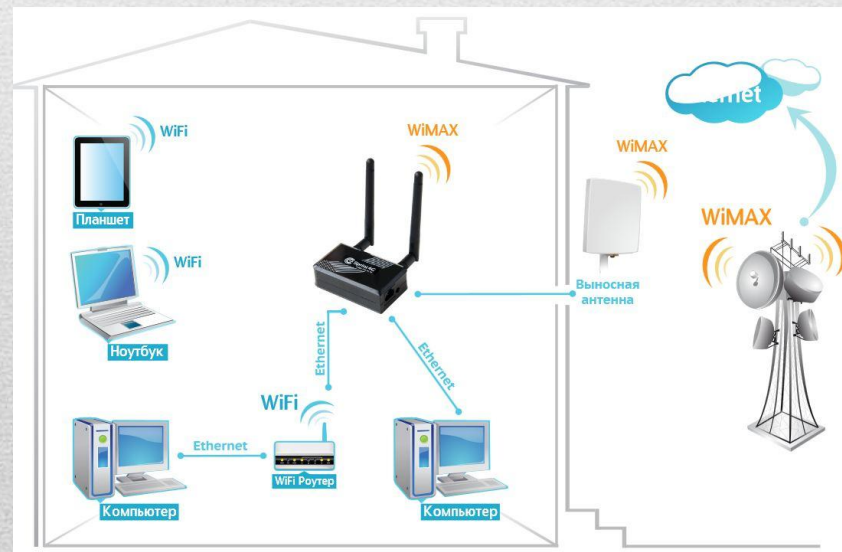 WiFi
Планшет
WiFi
Ноутбук
WiMAX
WiMAX
WiMAX
Выносная
антенна
Ethernet
Ethernet
WiFi
Ethernet
WiFi Роутер
Компьютер
Компьютер